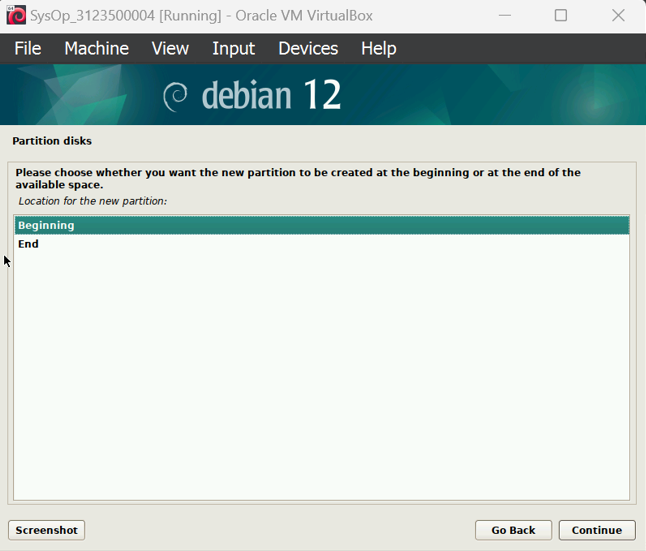 SysOp_3123500004 [Running] - Oracle VM VirtualBox
File Machine View Input Devices Help
debian 12
Partition disks
Please choose whether you want the new partition to be created at the beginning or at the end of the
available space.
Location for the new partition:
Beginning
End
Screenshot Go Back Continue